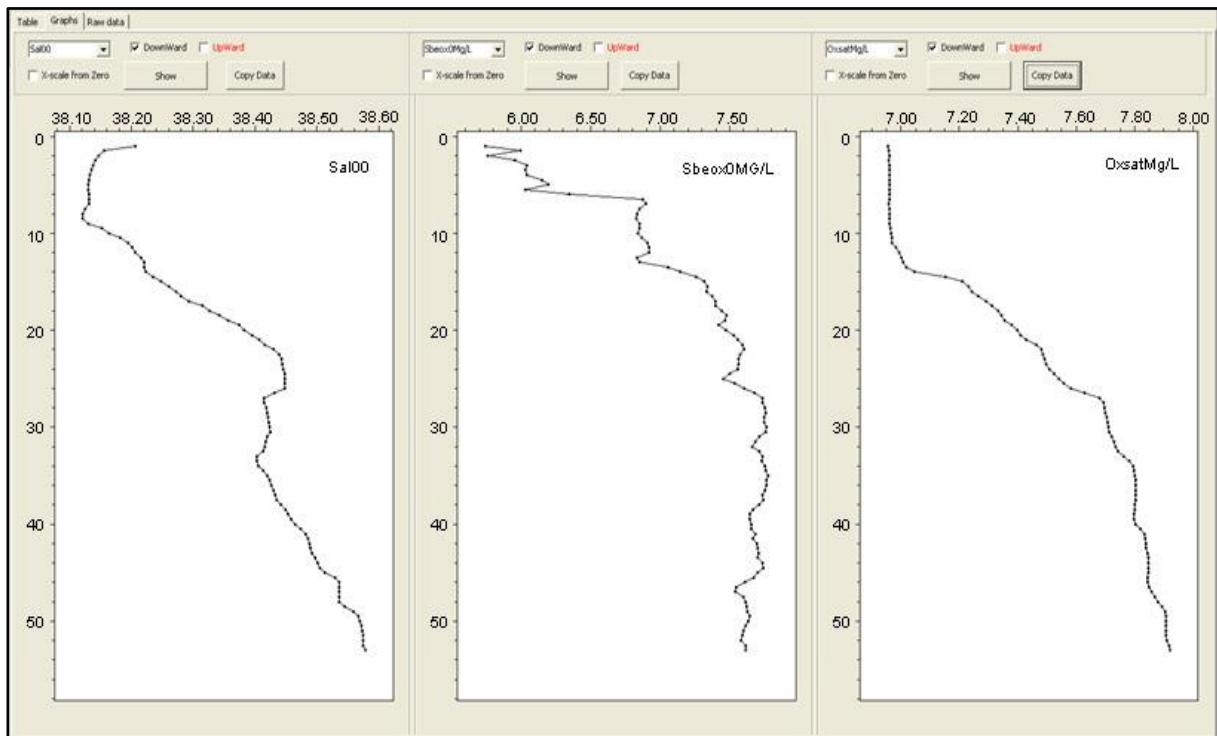 Table Graphs Raw data
Sal00 DownWard UpWard
X-scale from Zero Show Copy Data
38.10 38.20 38.30 38.40 38.50 38.60
Sal00
0
10
20
30
40
50
Sbeox0Mg/L DownWard UpWard
X-scale from Zero Show Copy Data
6.00 6.50 7.00 7.50
Sbeox0MG/L
0
10
20
30
40
50
OxsatMg/L DownWard UpWard
X-scale from Zero Show Copy Data
7.00 7.20 7.40 7.60 7.80 8.00
OxsatMg/L
0
10
20
30
40
50